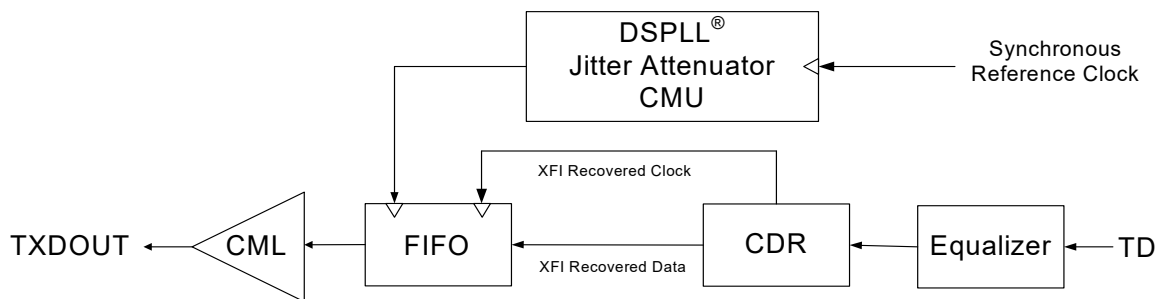 DSPLL®
Jitter Attenuator
CMU
Synchronous
Reference Clock
XFI Recovered Clock
TXDOUT
CML
FIFO
XFI Recovered Data
CDR
Equalizer
TD